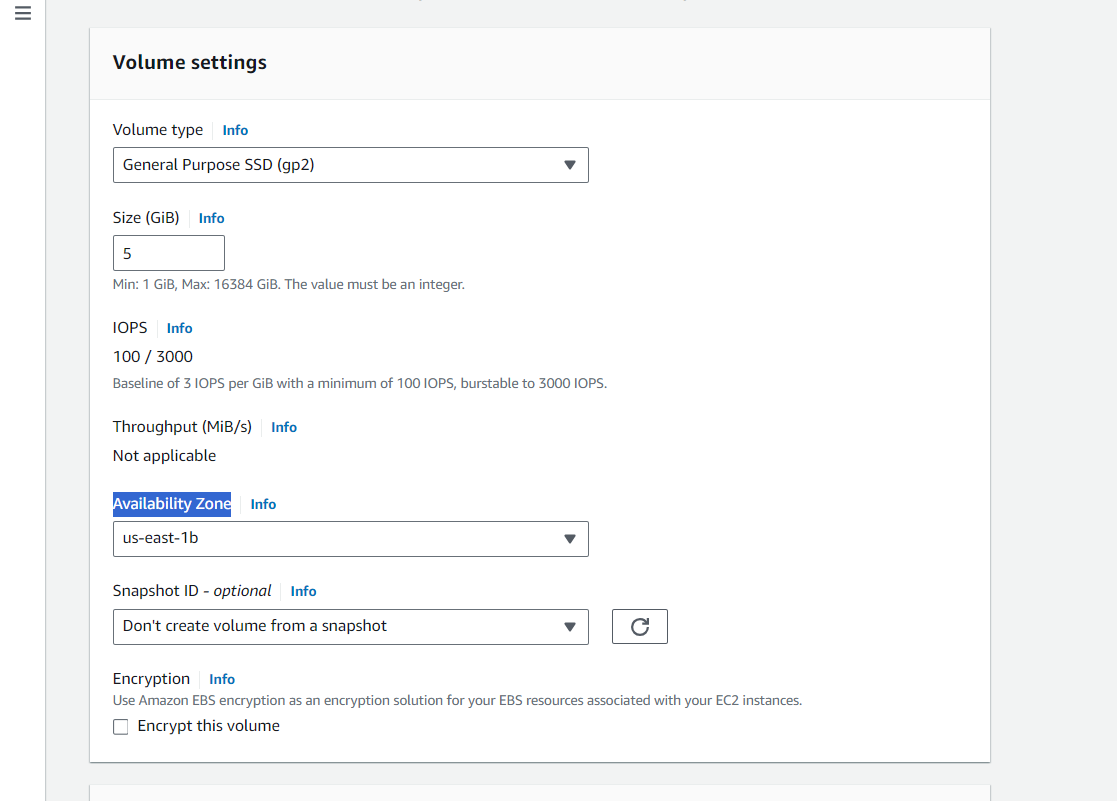 Volume settings
Volume type Info
General Purpose SSD (gp2)
Size (GiB) Info
5
Min: 1 GiB, Max: 16384 GiB. The value must be an integer.
IOPS Info
100 / 3000
Baseline of 3 IOPS per GiB with a minimum of 100 IOPS, burstable to 3000 IOPS.
Throughput (MiB/s) Info
Not applicable
Availability Zone Info
us-east-1b
Snapshot ID - optional Info
Don't create volume from a snapshot
Encryption Info
Use Amazon EBS encryption as an encryption solution for your EBS resources associated with your EC2 instances.
Encrypt this volume